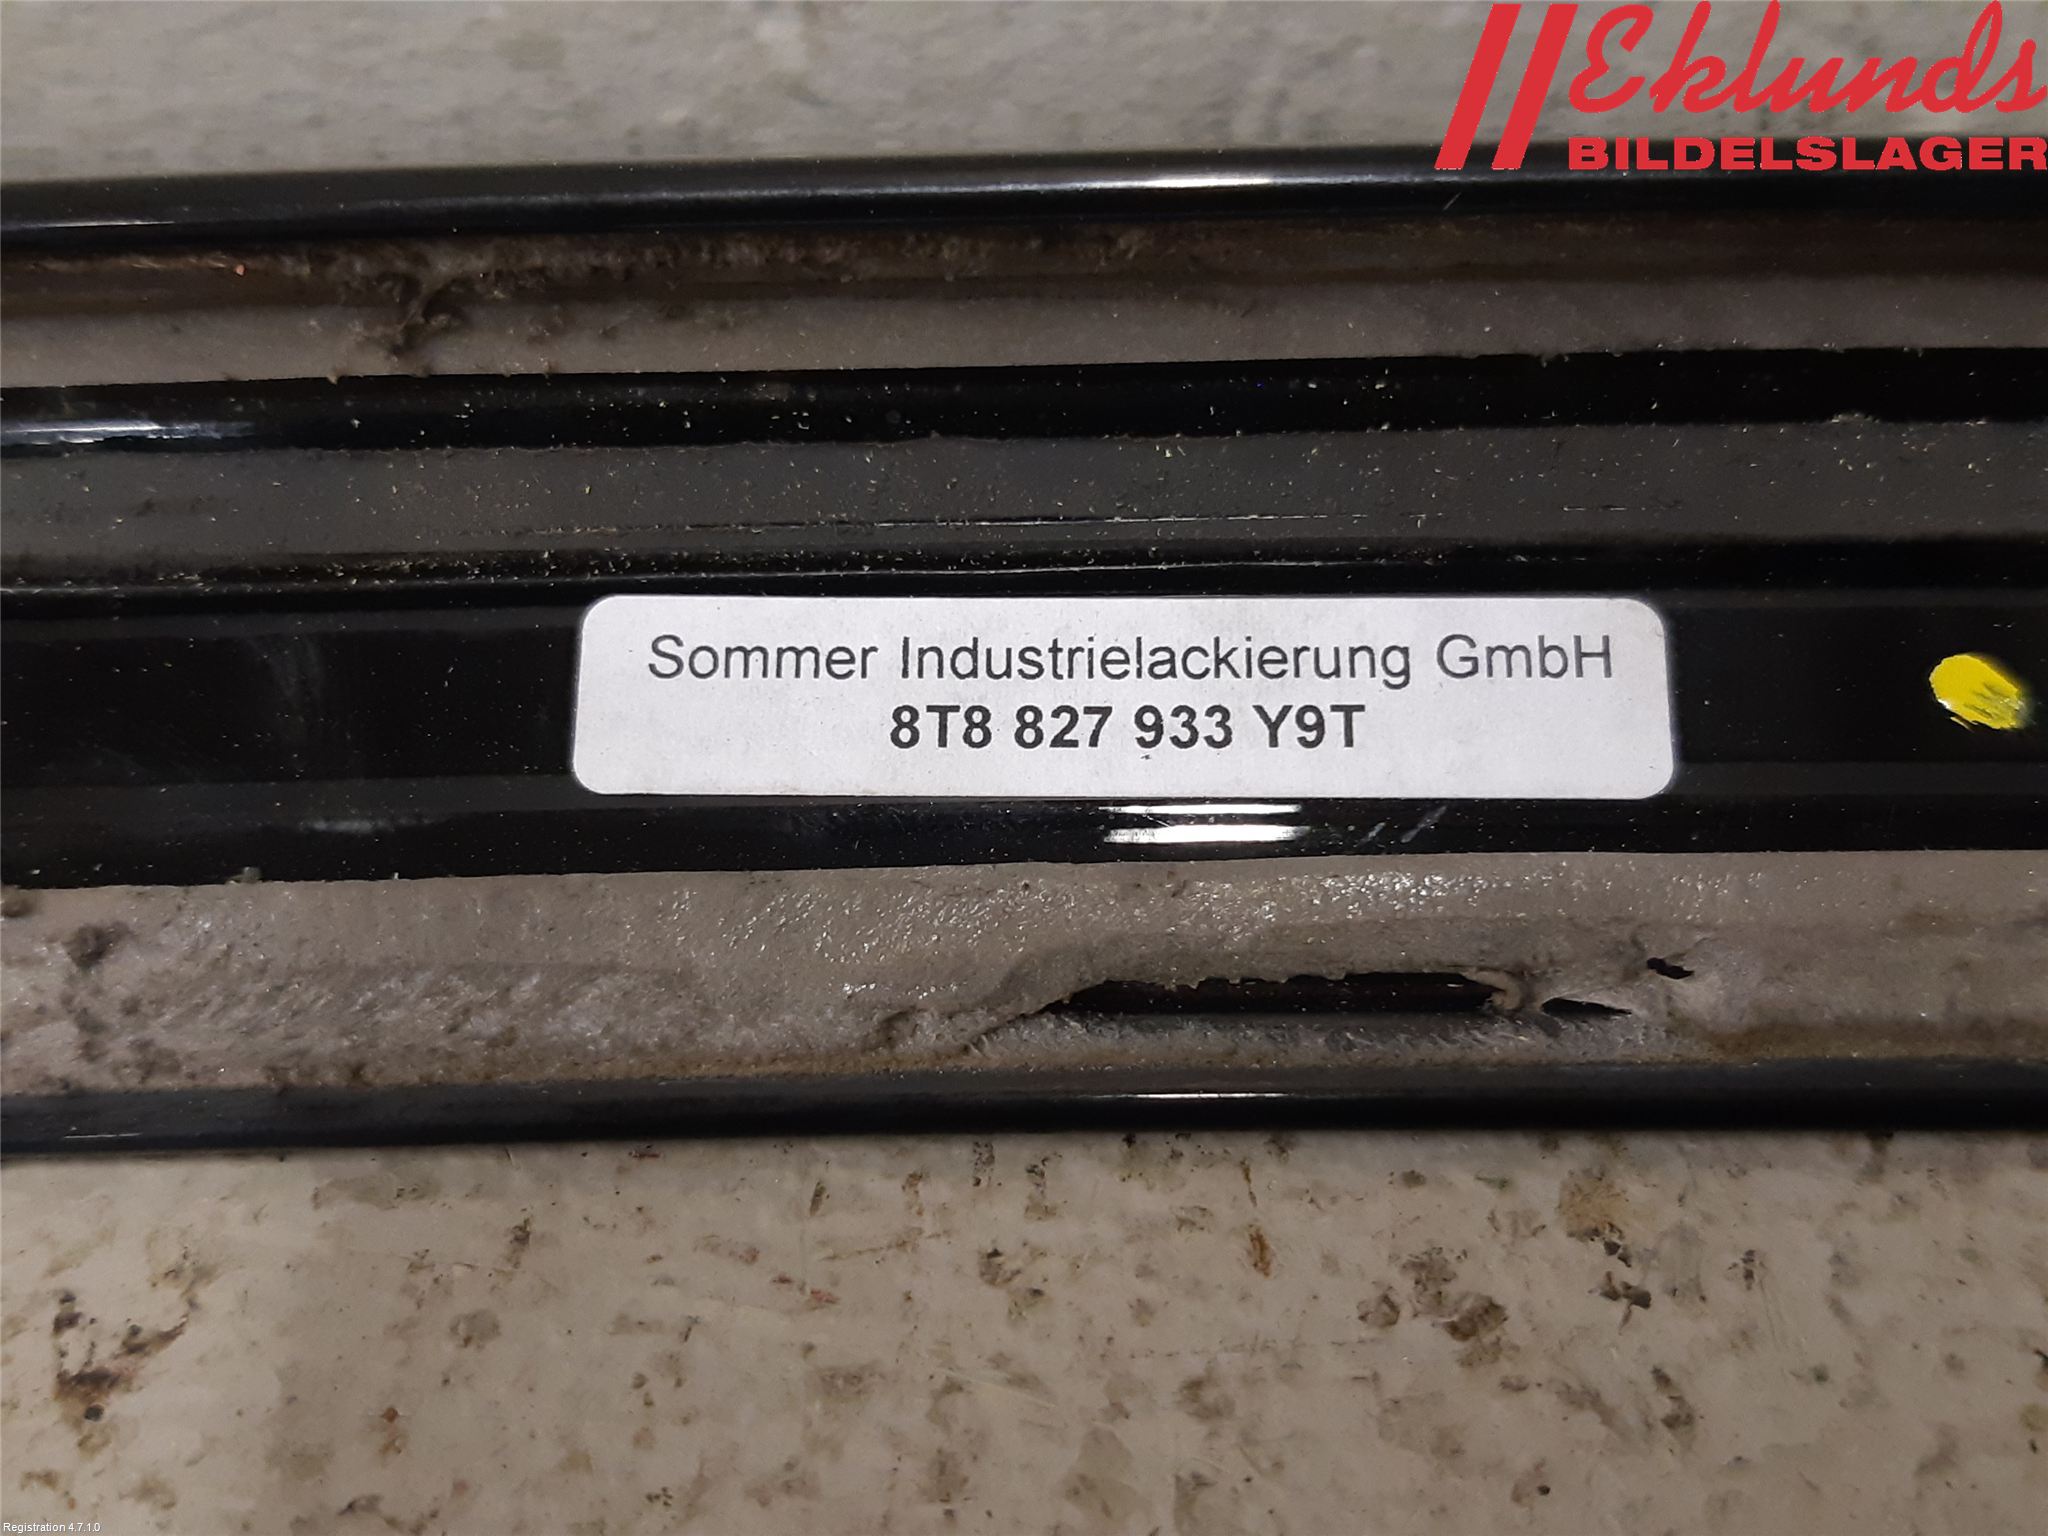 Eklunds
BILDELSLAGER
Sommer Industrielackierung GmbH
8T8 827 933 Y9T
Registration 4.7.1.0